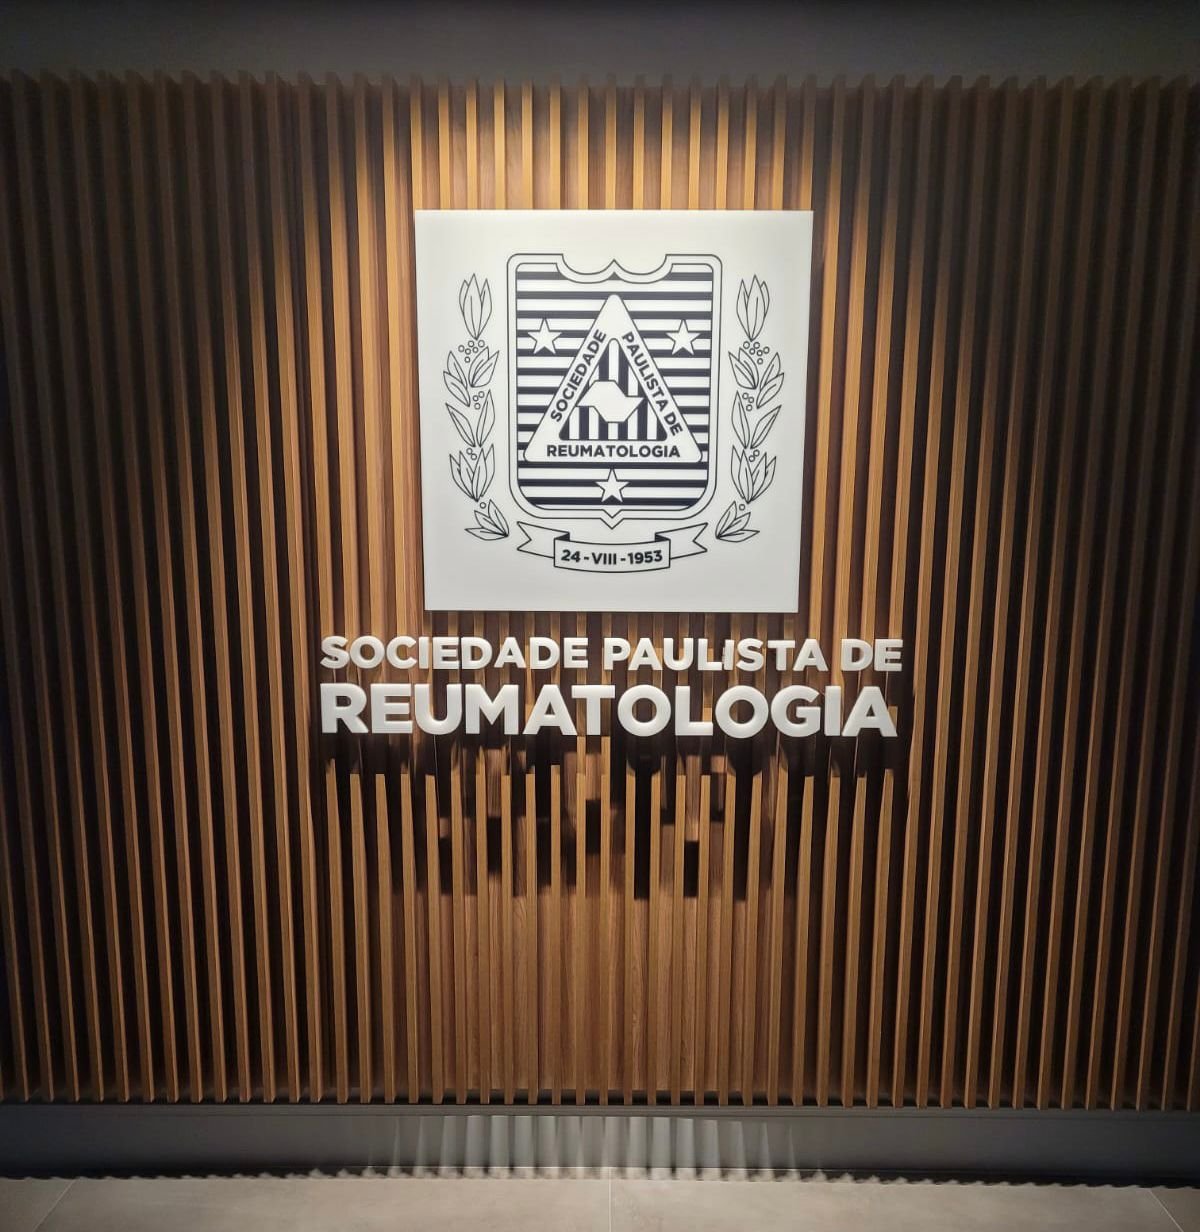 SOCIEDADE PAULISTA DE
REUMATOLOGIA
24-VIII-1953
SOCIEDADE PAULISTA DE
REUMATOLOGIA